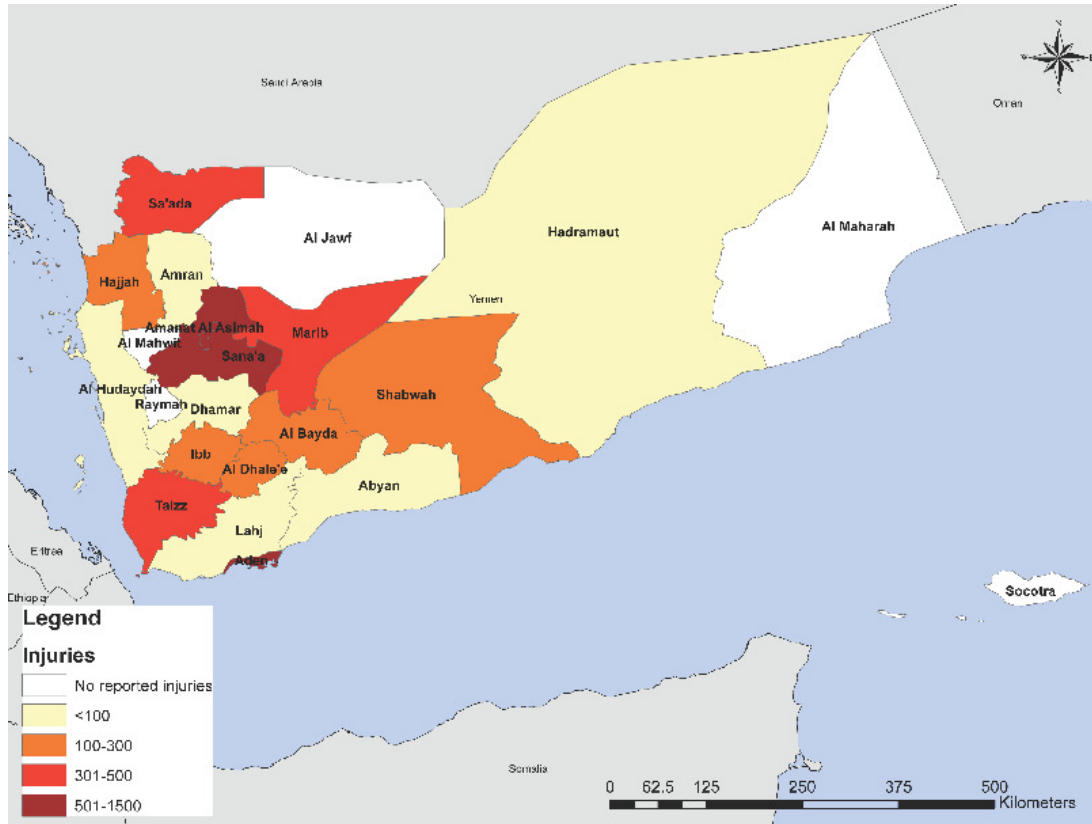 Saudi Arabia
Oman
Sa'ada
Al Jawf
Hadramaut
Al Maharah
Hajjah
Amran
Yemen
Amanat Al Asimah
Marib
Al Mahwit
Sana'a
Al Hudaydah
Raymah
Dhamar
Shabwah
Al Bayda
Ibb
Al Dhale'e
Abyan
Taizz
Lahj
Aden
Eritrea
Ethiopia
Socotra
Legend
Injuries
No reported injuries
<100
100-300
301-500
501-1500
Somalia
0 62.5 125 250 375 500
Kilometers